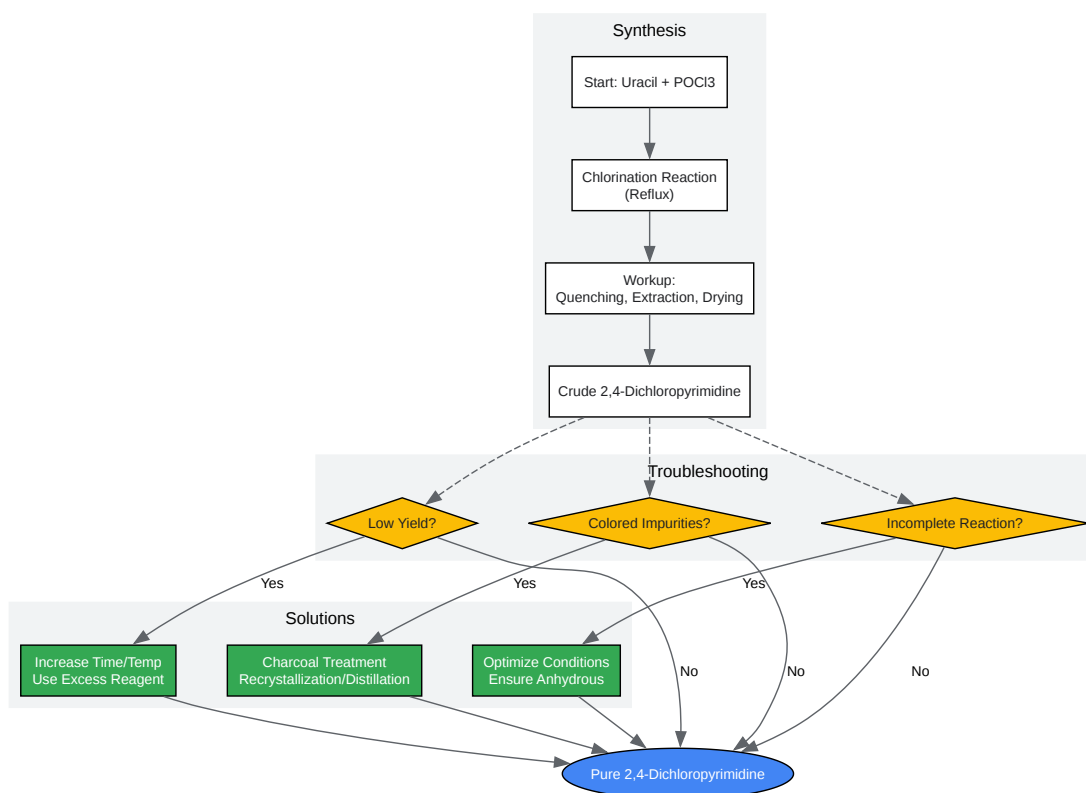 Synthesis
Start: Uracil + POCl3
Chlorination Reaction
(Reflux)
Workup:
Quenching, Extraction, Drying
Crude 2,4-Dichloropyrimidine
Troubleshooting
Low Yield?
Colored Impurities?
Incomplete Reaction?
Yes
Yes
Yes
Solutions
Increase Time/Temp
Use Excess Reagent
Charcoal Treatment
Recrystallization/Distillation
Optimize Conditions
Ensure Anhydrous
No
No
No
Pure 2,4-Dichloropyrimidine